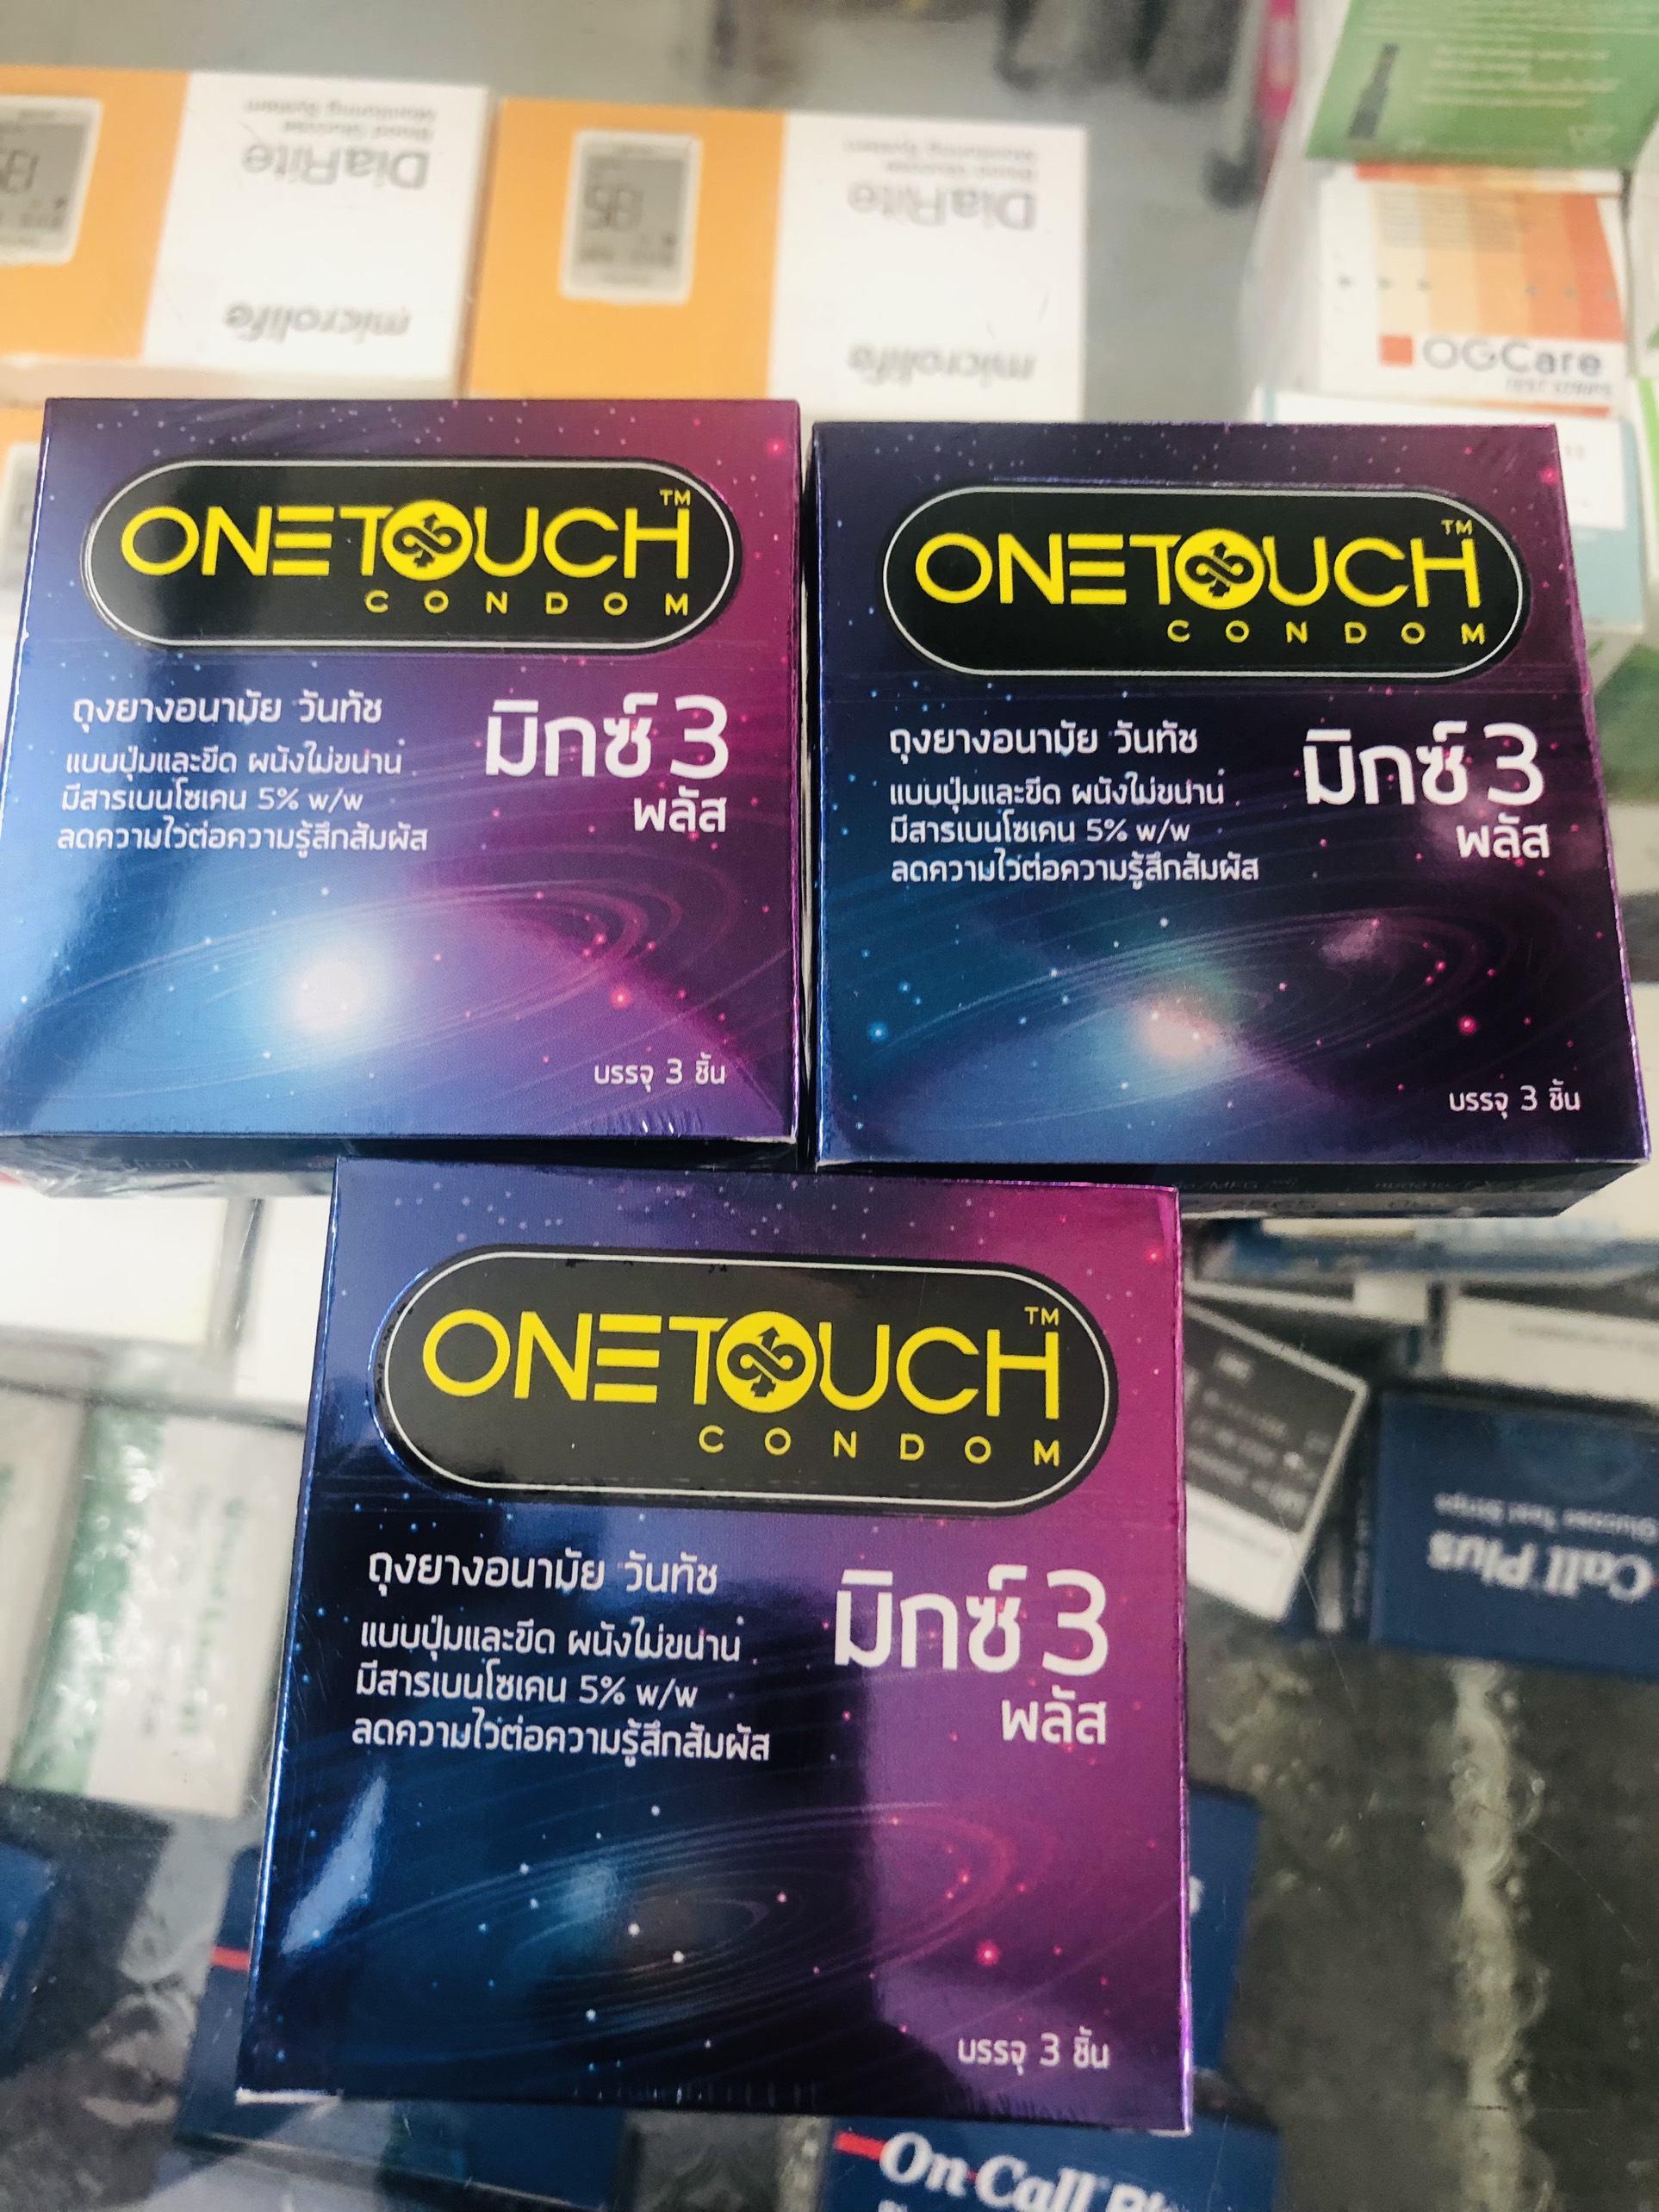 DiaRite
Blood Glucose
Monitoring System
microlife
DiaRite
Blood Glucose
Monitoring System
microlife
OGCare
TEST STRIPS
ONETOUCH™
CONDOM
ถุงยางอนามัย วันทัช
แบบปุ่มและขีด ผนังไม่ขนาน
มีสารเบนโซเคน 5% w/w
ลดความไวต่อความรู้สึกสัมผัส
มิกซ์ 3
พลัส
บรรจุ 3 ชิ้น
ONETOUCH™
CONDOM
ถุงยางอนามัย วันทัช
แบบปุ่มและขีด ผนังไม่ขนาน
มีสารเบนโซเคน 5% w/w
ลดความไวต่อความรู้สึกสัมผัส
มิกซ์ 3
พลัส
บรรจุ 3 ชิ้น
ONETOUCH™
CONDOM
ถุงยางอนามัย วันทัช
แบบปุ่มและขีด ผนังไม่ขนาน
มีสารเบนโซเคน 5% w/w
ลดความไวต่อความรู้สึกสัมผัส
มิกซ์ 3
พลัส
บรรจุ 3 ชิ้น
Call Plus
Glucose Test Strips
On Call